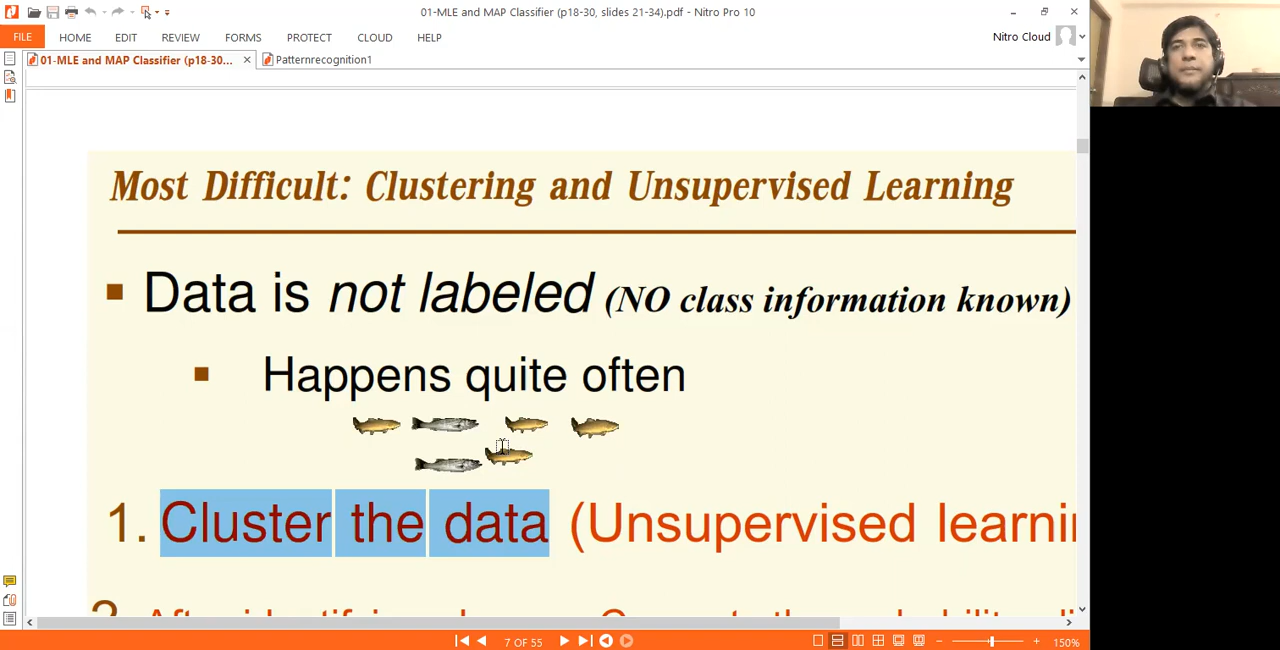 01-MLE and MAP Classifier (p18-30, slides 21-34).pdf - Nitro Pro 10
FILE HOME EDIT REVIEW FORMS PROTECT CLOUD HELP Nitro Cloud
01-MLE and MAP Classifier (p18-30... Patternrecognition1
Most Difficult: Clustering and Unsupervised Learning
Data is not labeled (NO class information known)
Happens quite often
1. Cluster the data (Unsupervised learnin
7 OF 55 150%